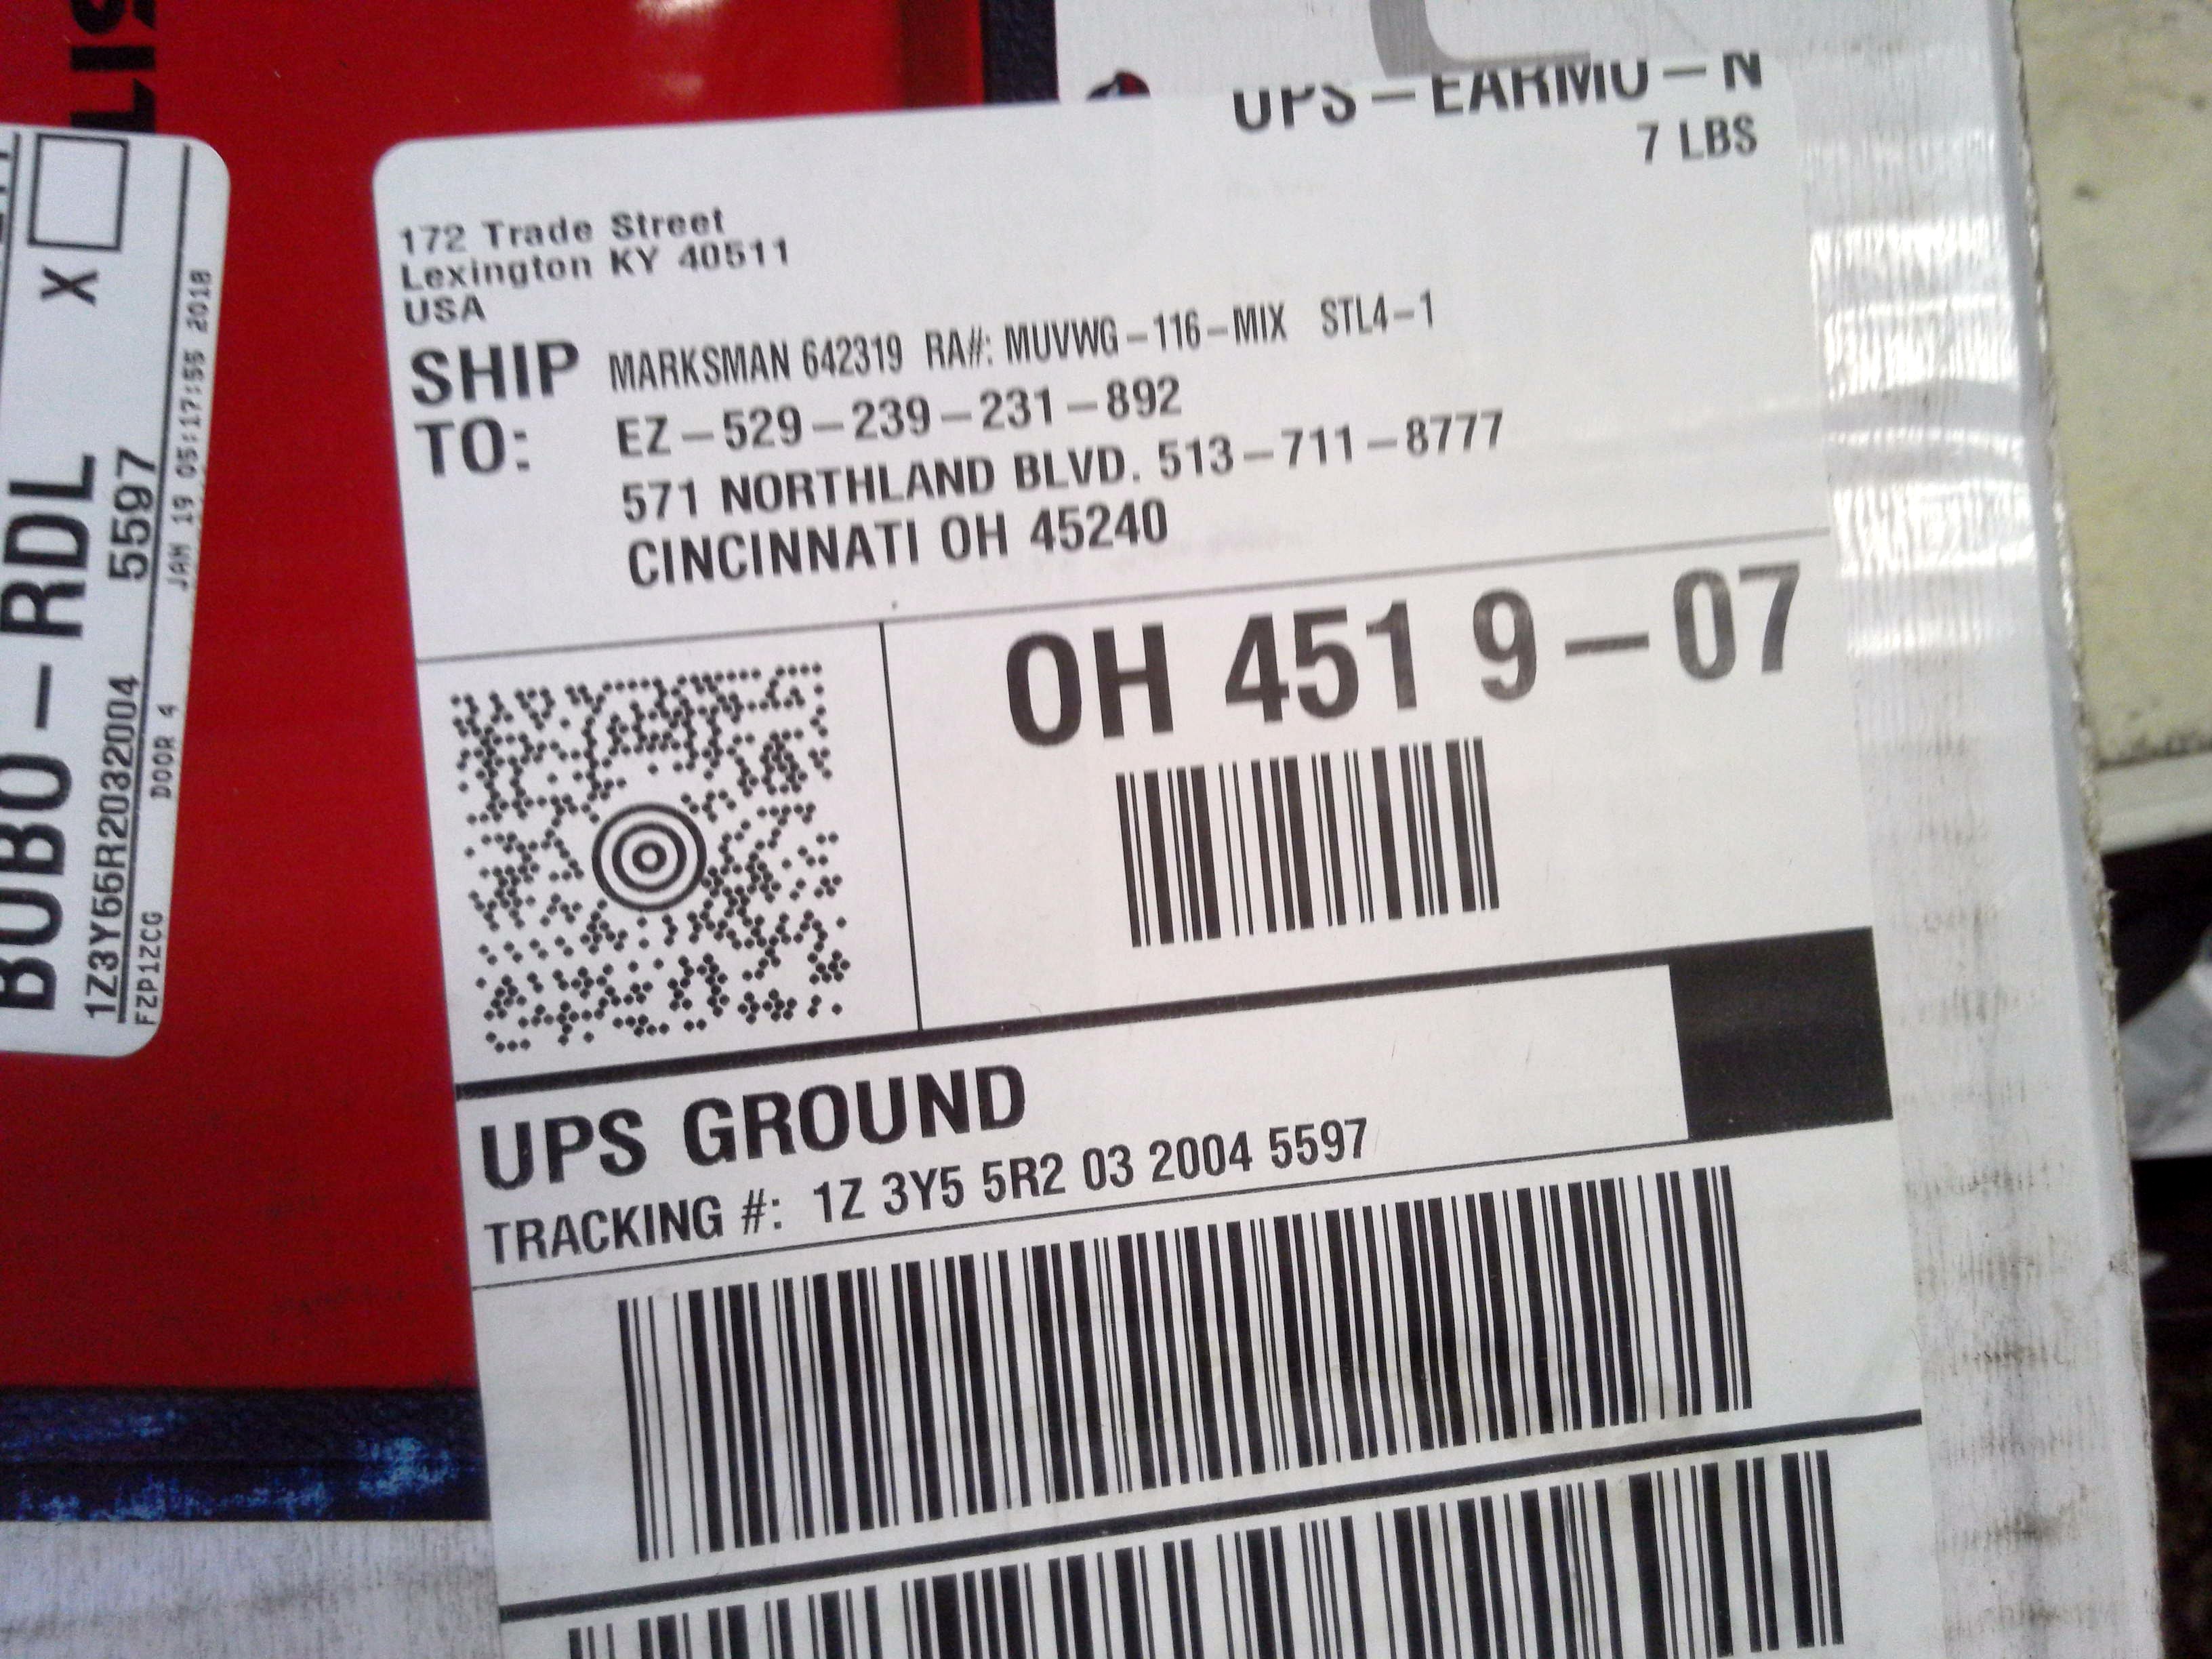 LIS
X
BUBO-RDL
1Z3Y55R2032004 5597
FZP1ZCG DOOR 4 JAN 19 05:17:55 2018
UPS-EARMU-N
7 LBS
172 Trade Street
Lexington KY 40511
USA
SHIP TO:
MARKSMAN 642319 RA#: MUVWG-116-MIX STL4-1
EZ-529-239-231-892
571 NORTHLAND BLVD. 513-711-8777
CINCINNATI OH 45240
OH 451 9-07
UPS GROUND
TRACKING #: 1Z 3Y5 5R2 03 2004 5597